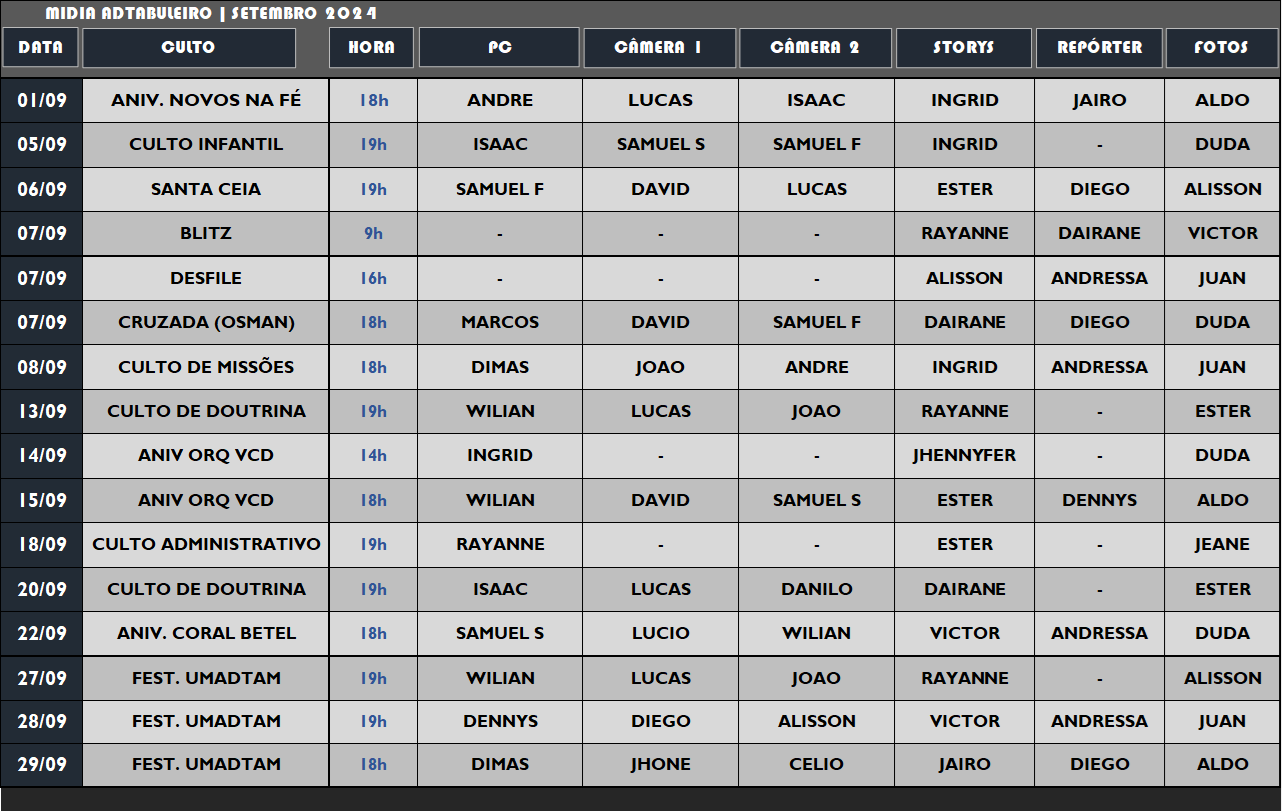 MIDIA ADTABULEIRO | SETEMBRO 2024
DATA CULTO HORA PC CÂMERA 1 CÂMERA 2 STORYS REPÓRTER FOTOS
01/09 ANIV. NOVOS NA FÉ 18h ANDRE LUCAS ISAAC INGRID JAIRO ALDO
05/09 CULTO INFANTIL 19h ISAAC SAMUEL S SAMUEL F INGRID - DUDA
06/09 SANTA CEIA 19h SAMUEL F DAVID LUCAS ESTER DIEGO ALISSON
07/09 BLITZ 9h - - - RAYANNE DAIRANE VICTOR
07/09 DESFILE 16h - - - ALISSON ANDRESSA JUAN
07/09 CRUZADA (OSMAN) 18h MARCOS DAVID SAMUEL F DAIRANE DIEGO DUDA
08/09 CULTO DE MISSÕES 18h DIMAS JOAO ANDRE INGRID ANDRESSA JUAN
13/09 CULTO DE DOUTRINA 19h WILIAN LUCAS JOAO RAYANNE - ESTER
14/09 ANIV ORQ VCD 14h INGRID - - JHENNYFER - DUDA
15/09 ANIV ORQ VCD 18h WILIAN DAVID SAMUEL S ESTER DENNYS ALDO
18/09 CULTO ADMINISTRATIVO 19h RAYANNE - - ESTER - JEANE
20/09 CULTO DE DOUTRINA 19h ISAAC LUCAS DANILO DAIRANE - ESTER
22/09 ANIV. CORAL BETEL 18h SAMUEL S LUCIO WILIAN VICTOR ANDRESSA DUDA
27/09 FEST. UMADTAM 19h WILIAN LUCAS JOAO RAYANNE - ALISSON
28/09 FEST. UMADTAM 19h DENNYS DIEGO ALISSON VICTOR ANDRESSA JUAN
29/09 FEST. UMADTAM 18h DIMAS JHONE CELIO JAIRO DIEGO ALDO